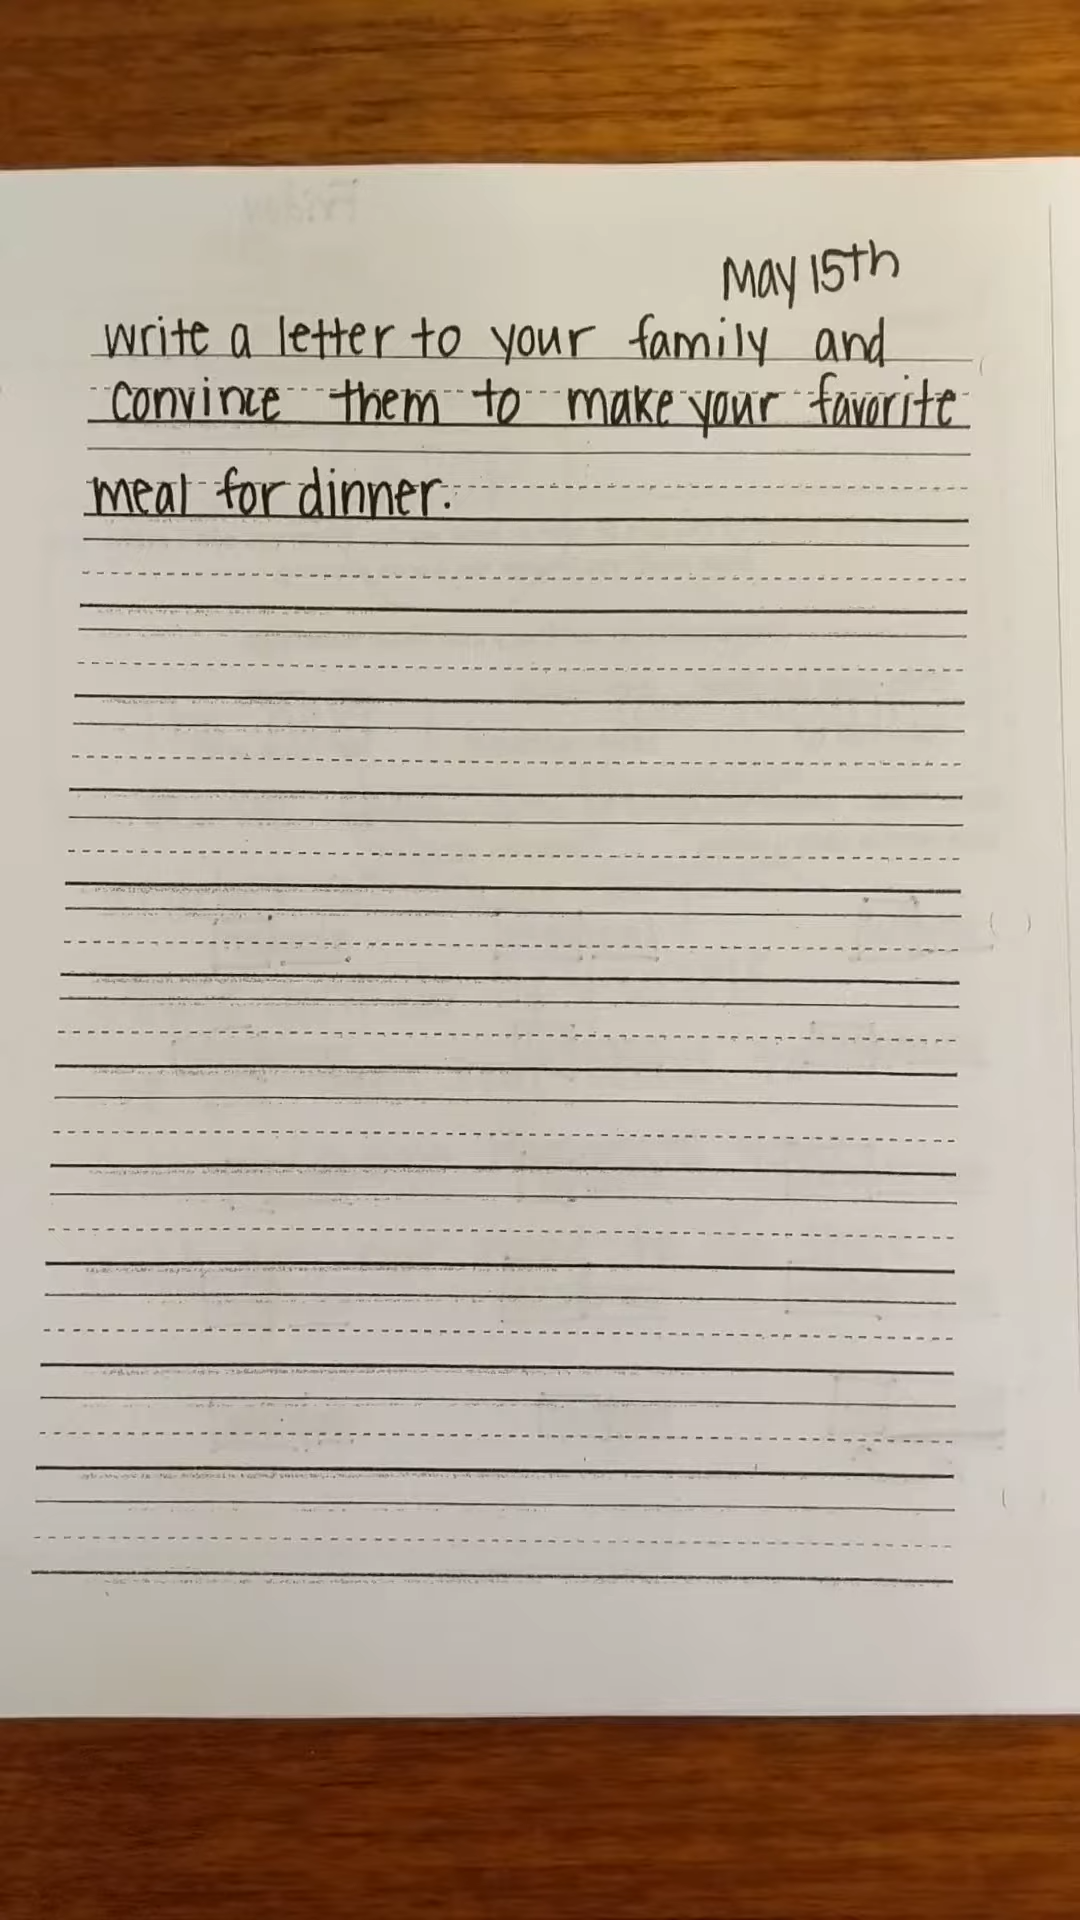 May 15th
write a letter to your family and
convince them to make your favorite
meal for dinner.